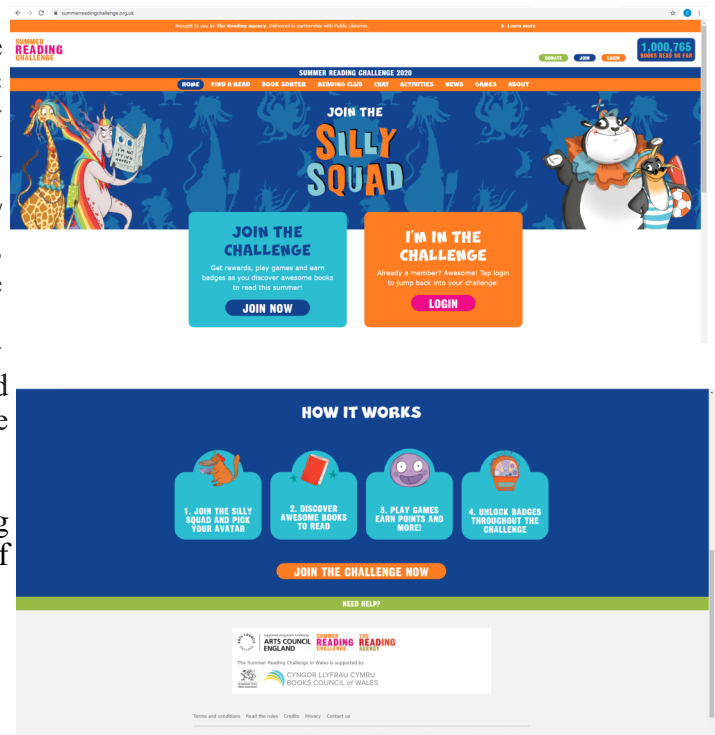 summerreadingchallenge.org.uk
Brought to you by The Reading Agency. Delivered in partnership with Public Libraries.
Learn more
SUMMER
READING
CHALLENGE
DONATE
JOIN
LOGIN
1,000,765
BOOKS READ SO FAR
SUMMER READING CHALLENGE 2020
HOME FIND A READ BOOK SORTER READING CLUB CHAT ACTIVITIES NEWS GAMES ABOUT
JOIN THE
SILLY
SQUAD
JOIN THE
CHALLENGE
Get rewards, play games and earn
badges as you discover awesome books
to read this summer!
JOIN NOW
I'M IN THE
CHALLENGE
Already a member? Awesome! Tap login
to jump back into your challenge!
LOGIN
HOW IT WORKS
1. JOIN THE SILLY
SQUAD AND PICK
YOUR AVATAR
2. DISCOVER
AWESOME BOOKS
TO READ
3. PLAY GAMES
EARN POINTS AND
MORE!
4. UNLOCK BADGES
THROUGHOUT THE
CHALLENGE
JOIN THE CHALLENGE NOW
NEED HELP?
Supported using public funding by
ARTS COUNCIL
ENGLAND
SUMMER
READING
CHALLENGE
THE
READING
AGENCY
The Summer Reading Challenge in Wales is supported by
CYNGOR LLYFRAU CYMRU
BOOKS COUNCIL of WALES
Terms and conditions Read the rules Credits Privacy Contact us